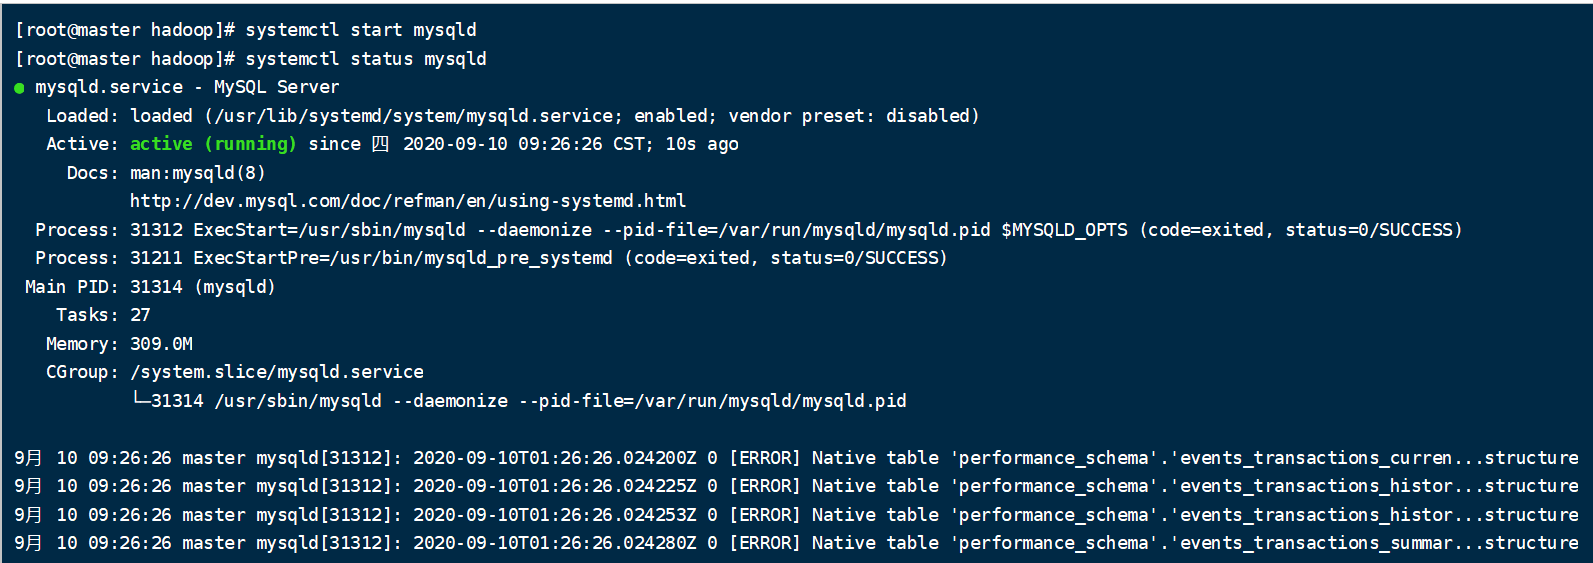 [root@master hadoop]# systemctl start mysqld
[root@master hadoop]# systemctl status mysqld
● mysqld.service - MySQL Server
   Loaded: loaded (/usr/lib/systemd/system/mysqld.service; enabled; vendor preset: disabled)
   Active: active (running) since 四 2020-09-10 09:26:26 CST; 10s ago
     Docs: man:mysqld(8)
           http://dev.mysql.com/doc/refman/en/using-systemd.html
  Process: 31312 ExecStart=/usr/sbin/mysqld --daemonize --pid-file=/var/run/mysqld/mysqld.pid $MYSQLD_OPTS (code=exited, status=0/SUCCESS)
  Process: 31211 ExecStartPre=/usr/bin/mysqld_pre_systemd (code=exited, status=0/SUCCESS)
 Main PID: 31314 (mysqld)
    Tasks: 27
   Memory: 309.0M
   CGroup: /system.slice/mysqld.service
           └─31314 /usr/sbin/mysqld --daemonize --pid-file=/var/run/mysqld/mysqld.pid
9月 10 09:26:26 master mysqld[31312]: 2020-09-10T01:26:26.024200Z 0 [ERROR] Native table 'performance_schema'.'events_transactions_curren...structure
9月 10 09:26:26 master mysqld[31312]: 2020-09-10T01:26:26.024225Z 0 [ERROR] Native table 'performance_schema'.'events_transactions_histor...structure
9月 10 09:26:26 master mysqld[31312]: 2020-09-10T01:26:26.024253Z 0 [ERROR] Native table 'performance_schema'.'events_transactions_histor...structure
9月 10 09:26:26 master mysqld[31312]: 2020-09-10T01:26:26.024280Z 0 [ERROR] Native table 'performance_schema'.'events_transactions_summar...structure